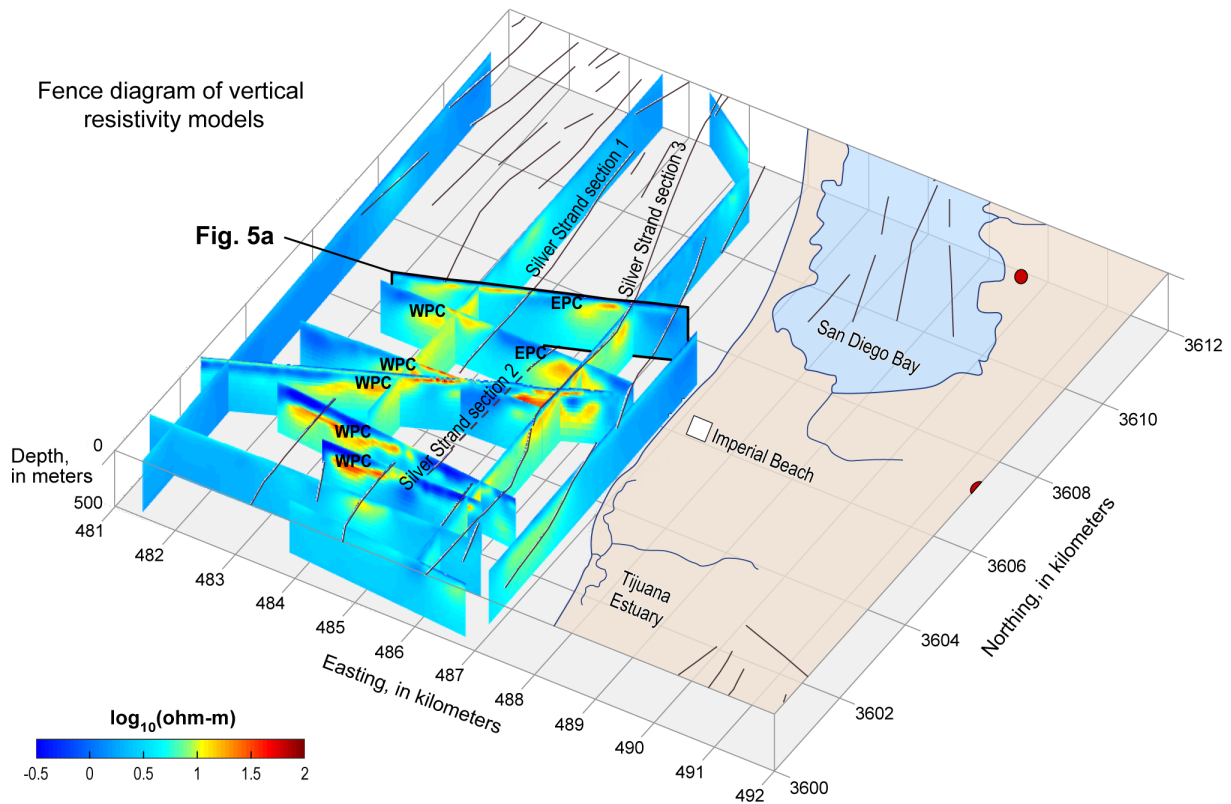 Fence diagram of vertical
resistivity models
Fig. 5a
Silver Strand section 1
Silver Strand section 3
Silver Strand section 2
WPC
EPC
EPC
WPC
WPC
WPC
WPC
San Diego Bay
Imperial Beach
Tijuana
Estuary
Depth,
in meters
0
500
481
482
483
484
485
486
487
488
489
490
491
492
Easting, in kilometers
3600
3602
3604
3606
3608
3610
3612
Northing, in kilometers
log10(ohm-m)
-0.5 0 0.5 1 1.5 2